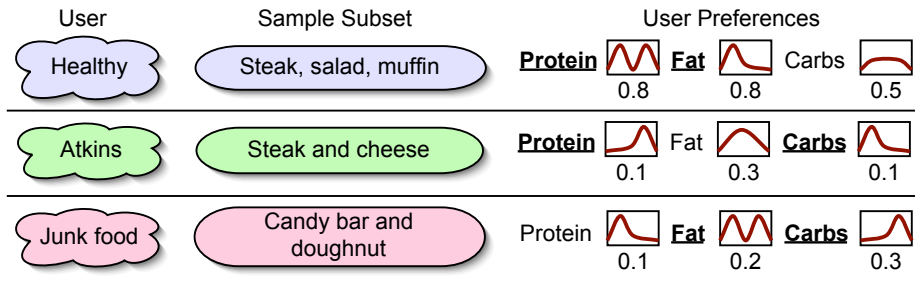 User Sample Subset User Preferences
Healthy Steak, salad, muffin Protein Fat Carbs
0.8 0.8 0.5
Atkins Steak and cheese Protein Fat Carbs
0.1 0.3 0.1
Junk food Candy bar and doughnut Protein Fat Carbs
0.1 0.2 0.3